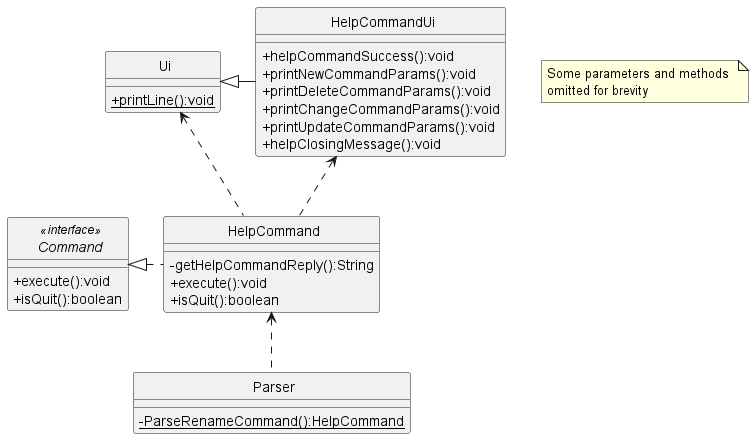 HelpCommandUi
+helpCommandSuccess():void
+printNewCommandParams():void
+printDeleteCommandParams():void
+printChangeCommandParams():void
+printUpdateCommandParams():void
+helpClosingMessage():void
Ui
+printLine():void
Some parameters and methods
omitted for brevity
«interface»
Command
+execute():void
+isQuit():boolean
HelpCommand
-getHelpCommandReply():String
+execute():void
+isQuit():boolean
Parser
-ParseRenameCommand():HelpCommand